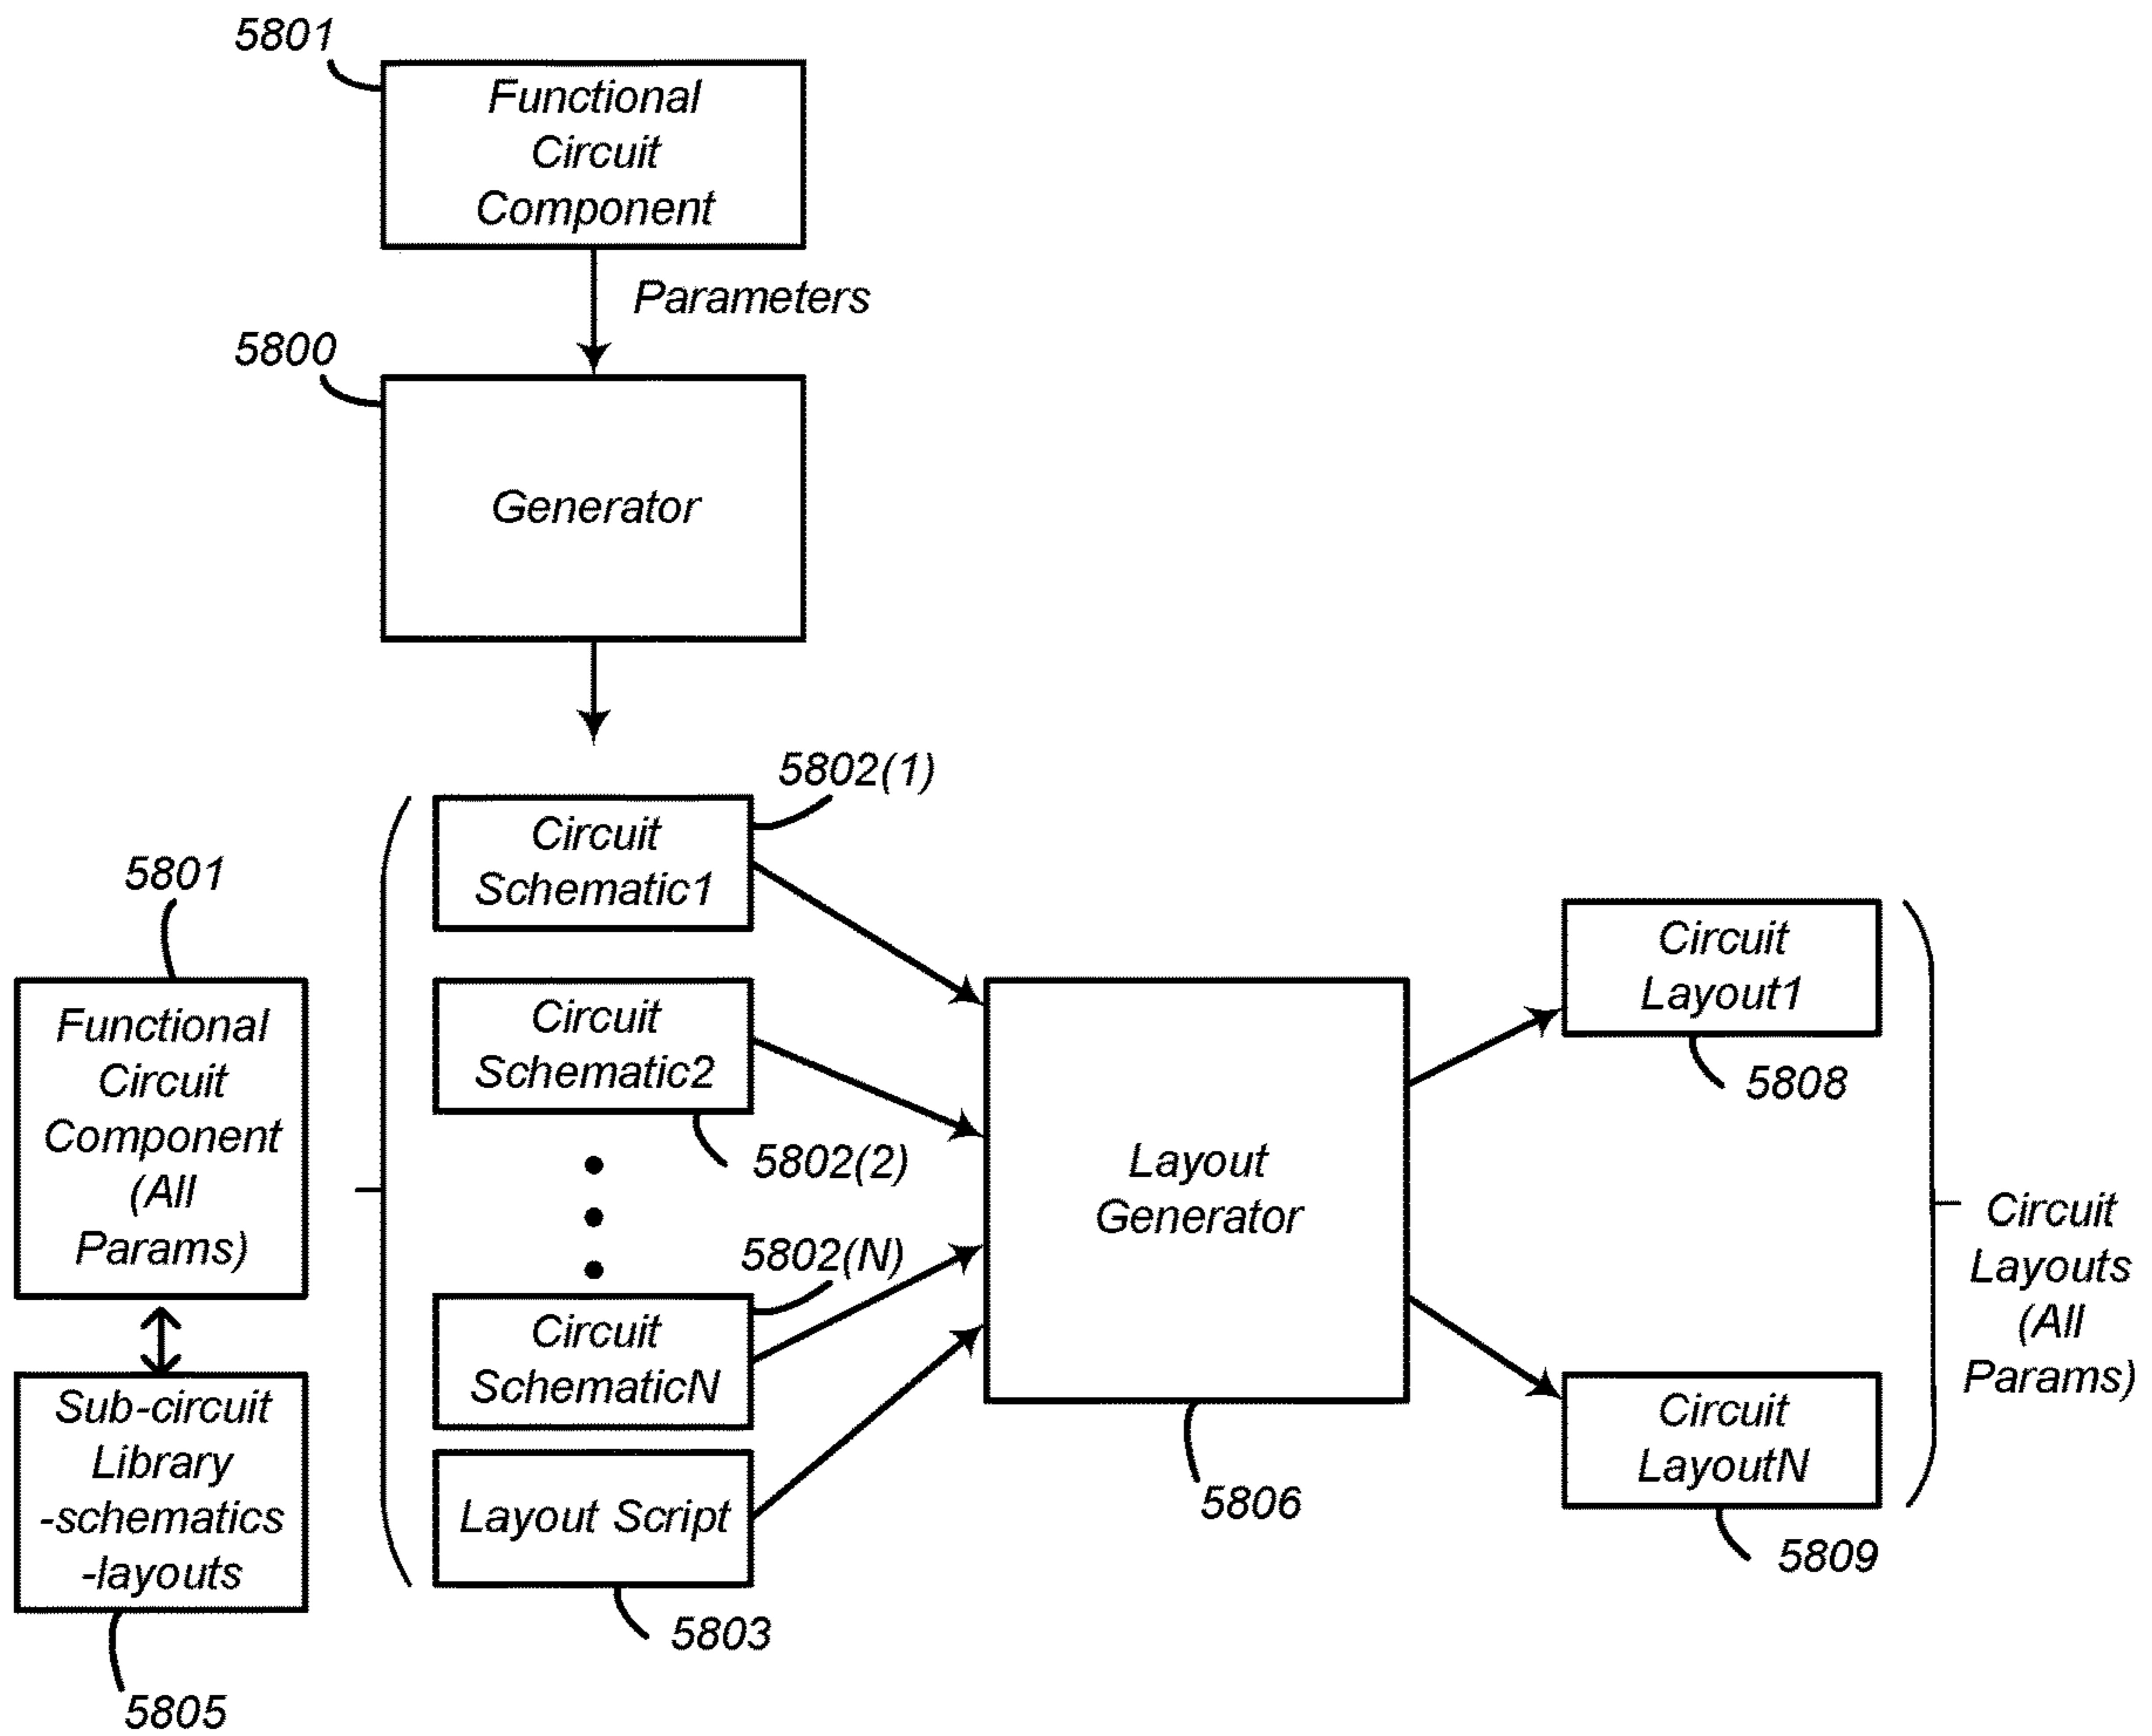 5801
Functional
Circuit
Component
Parameters
5800
Generator
5802(1)
Circuit
Schematic1
5801
Functional
Circuit
Component
(All
Params)
Circuit
Schematic2
5802(2)
5802(N)
Circuit
SchematicN
Layout Script
5803
Sub-circuit
Library
-schematics
-layouts
5805
Layout
Generator
5806
Circuit
Layout1
5808
Circuit
LayoutN
5809
Circuit
Layouts
(All
Params)